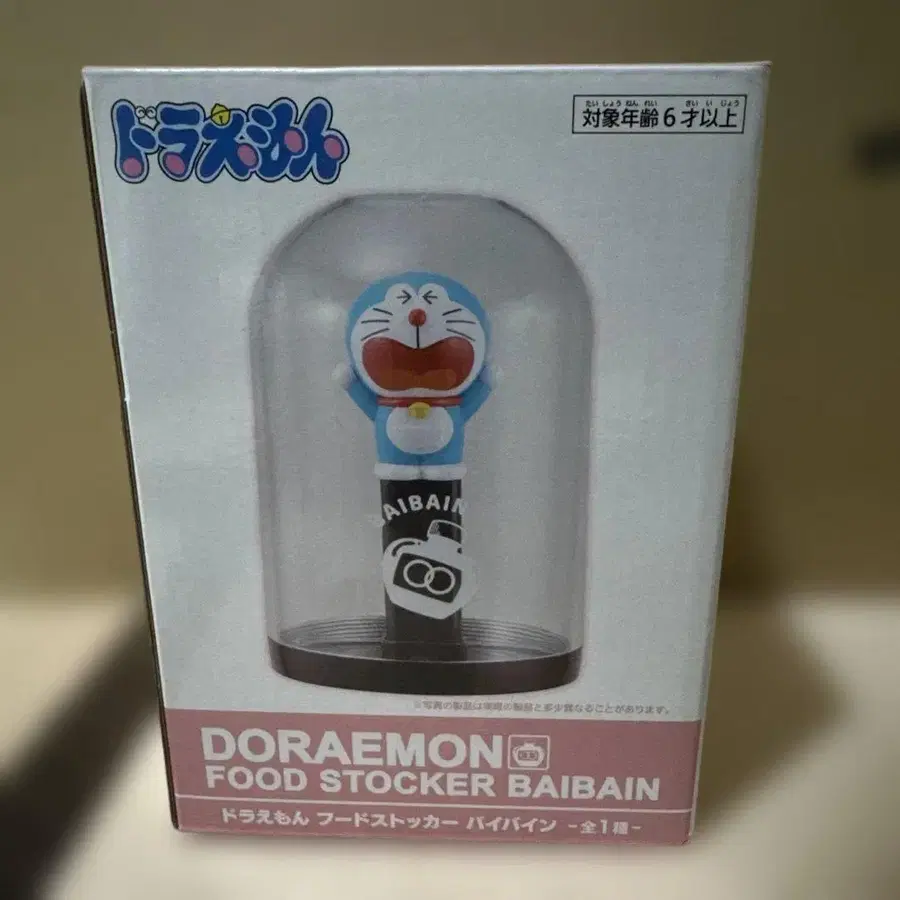 ドラえもん
たいしょうねんれい さいいじょう
対象年齢6才以上
BAIBAIN
※写真の製品は実際の製品と多少異なることがあります。
DORAEMON
FOOD STOCKER BAIBAIN
ドラえもん フードストッカー バイバイン -全1種-